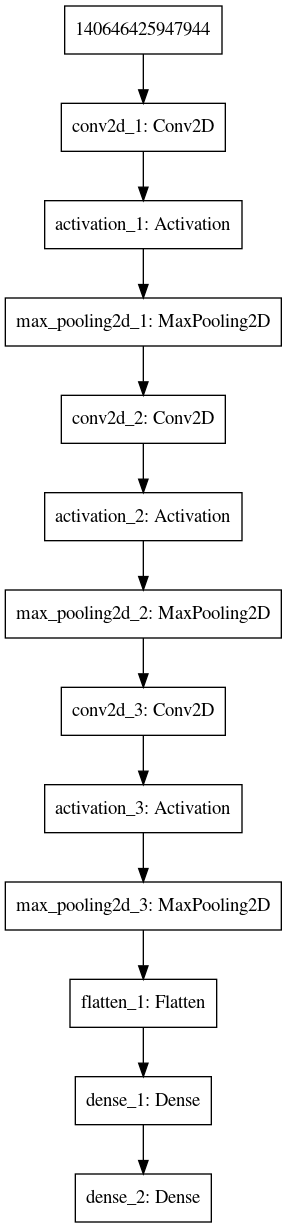 140646425947944
conv2d_1: Conv2D
activation_1: Activation
max_pooling2d_1: MaxPooling2D
conv2d_2: Conv2D
activation_2: Activation
max_pooling2d_2: MaxPooling2D
conv2d_3: Conv2D
activation_3: Activation
max_pooling2d_3: MaxPooling2D
flatten_1: Flatten
dense_1: Dense
dense_2: Dense